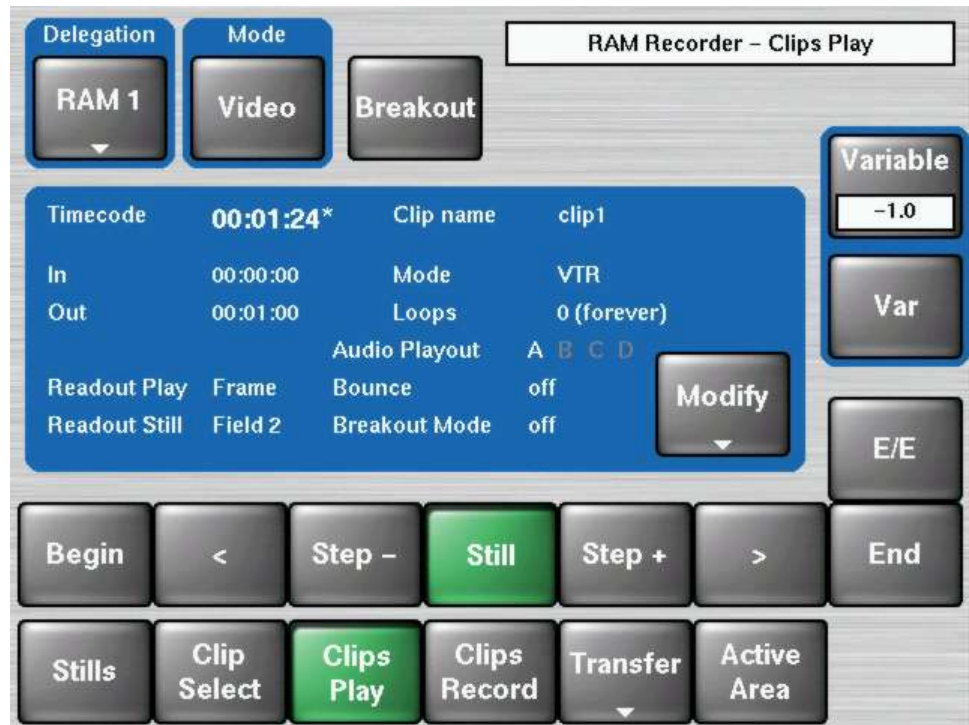 Delegation
Mode
RAM Recorder – Clips Play
RAM 1
Video
Breakout
Variable
–1.0
Var
Timecode 00:01:24* Clip name clip1
In 00:00:00 Mode VTR
Out 00:01:00 Loops 0 (forever)
Audio Playout A B C D
Readout Play Frame Bounce off
Readout Still Field 2 Breakout Mode off
Modify
E/E
Begin
<
Step –
Still
Step +
>
End
Stills
Clip
Select
Clips
Play
Clips
Record
Transfer
Active
Area